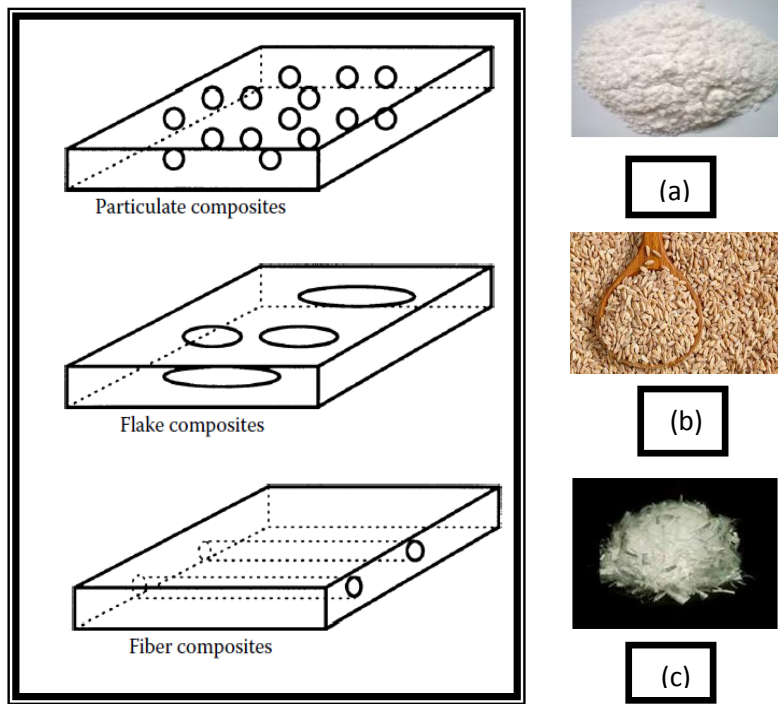 Particulate composites
Flake composites
Fiber composites
(a)
(b)
(c)